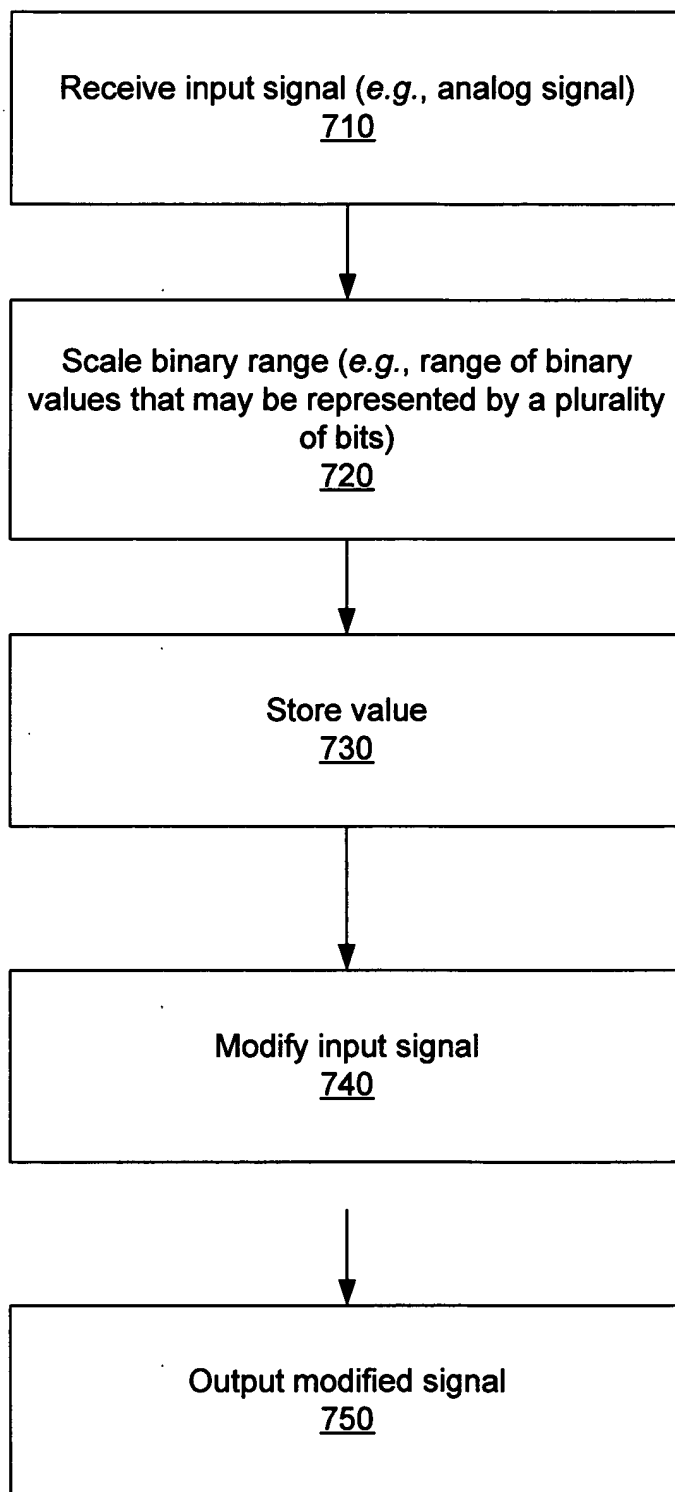 Receive input signal (e.g., analog signal)
710
Scale binary range (e.g., range of binary
values that may be represented by a plurality
of bits)
720
Store value
730
Modify input signal
740
Output modified signal
750